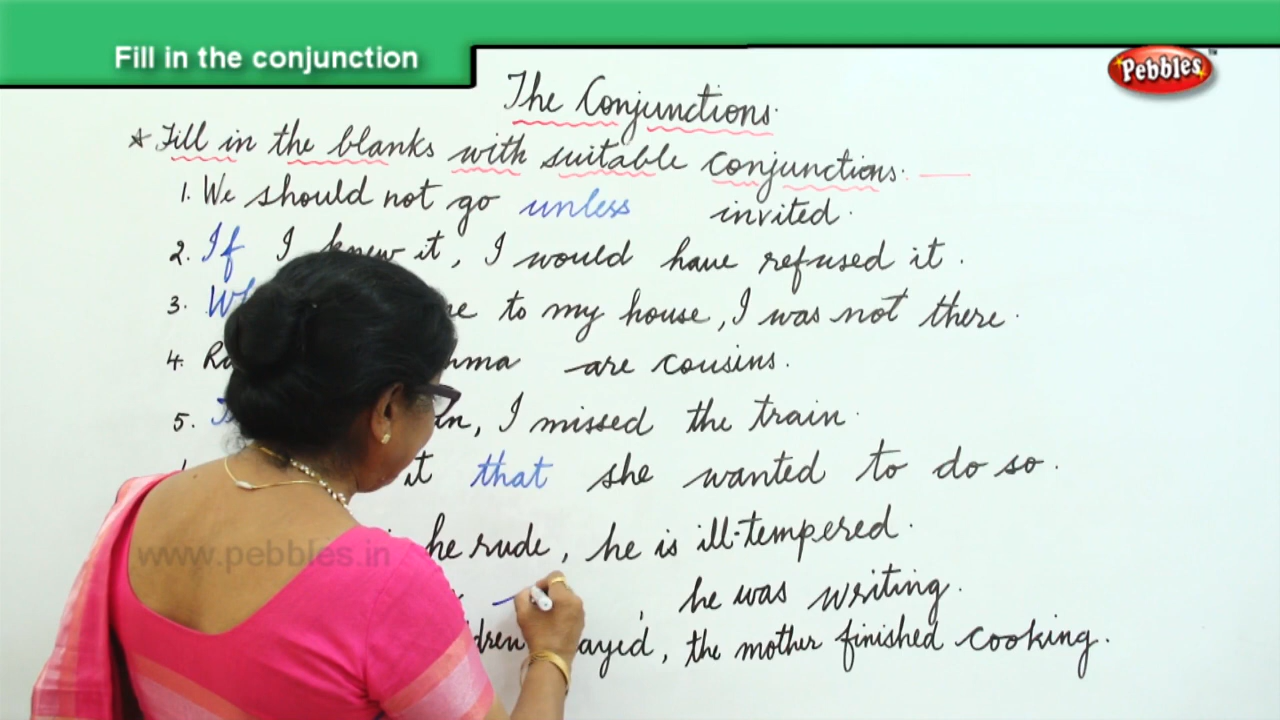 Fill in the conjunction
Pebbles
The Conjunctions.
* Fill in the blanks with suitable conjunctions.
1. We should not go unless invited.
2. If I knew it, I would have refused it.
3. to my house, I was not there.
4. are cousins.
5. I missed the train.
it that she wanted to do so.
he rude, he is ill-tempered.
www.pebbles.in
, he was writing.
, the mother finished cooking.